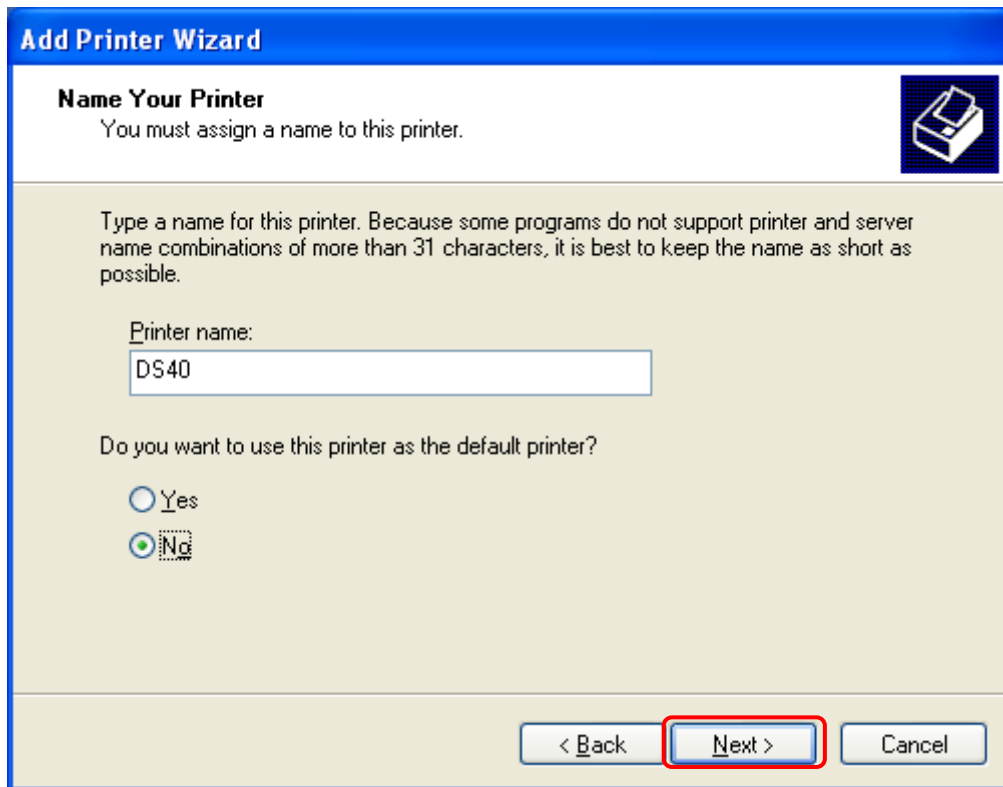 Add Printer Wizard
Name Your Printer
You must assign a name to this printer.
Type a name for this printer. Because some programs do not support printer and server
name combinations of more than 31 characters, it is best to keep the name as short as
possible.
Printer name:
DS40
Do you want to use this printer as the default printer?
Yes
No
< Back Next > Cancel